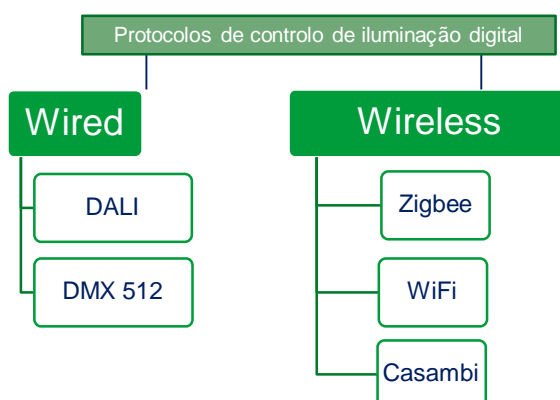 Protocolos de controlo de iluminação digital
Wired
Wireless
DALI
Zigbee
DMX 512
WiFi
Casambi